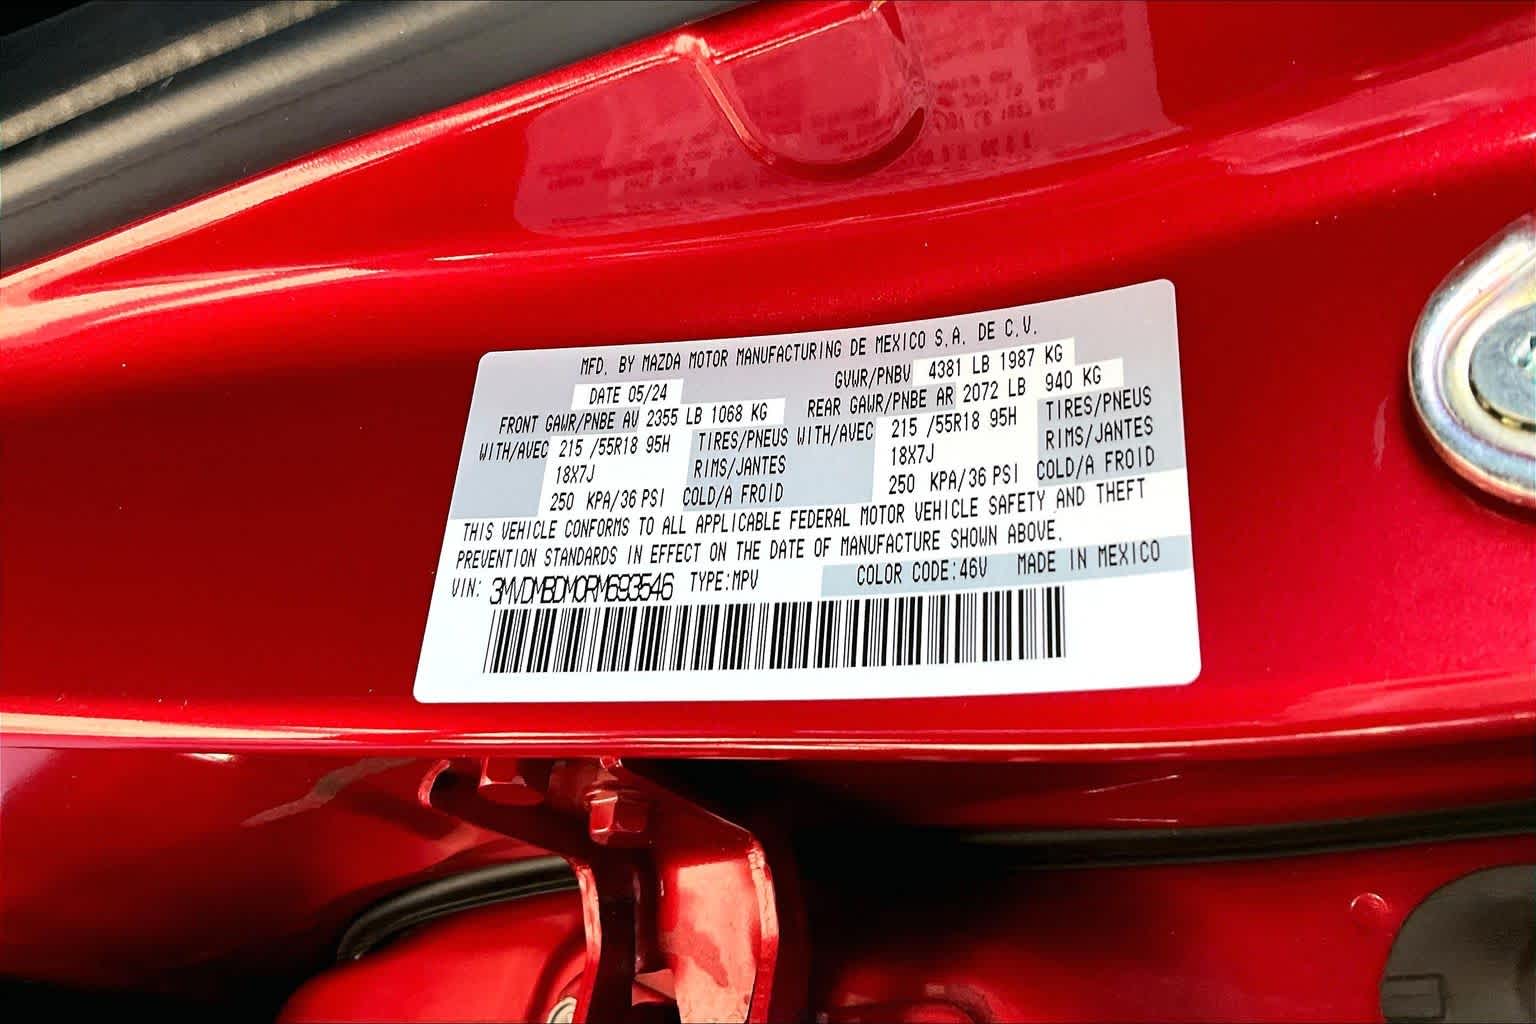 MFD. BY MAZDA MOTOR MANUFACTURING DE MEXICO S.A. DE C.V.
DATE 05/24 GVWR/PNBV 4381 LB 1987 KG
FRONT GAWR/PNBE AV 2355 LB 1068 KG REAR GAWR/PNBE AR 2072 LB 940 KG
WITH/AVEC 215 /55R18 95H TIRES/PNEUS WITH/AVEC 215 /55R18 95H TIRES/PNEUS
18X7J RIMS/JANTES 18X7J RIMS/JANTES
250 KPA/36 PSI COLD/A FROID 250 KPA/36 PSI COLD/A FROID
THIS VEHICLE CONFORMS TO ALL APPLICABLE FEDERAL MOTOR VEHICLE SAFETY AND THEFT
PREVENTION STANDARDS IN EFFECT ON THE DATE OF MANUFACTURE SHOWN ABOVE.
VIN: 3MVDMBDM0RM693546 TYPE:MPV COLOR CODE:46V MADE IN MEXICO